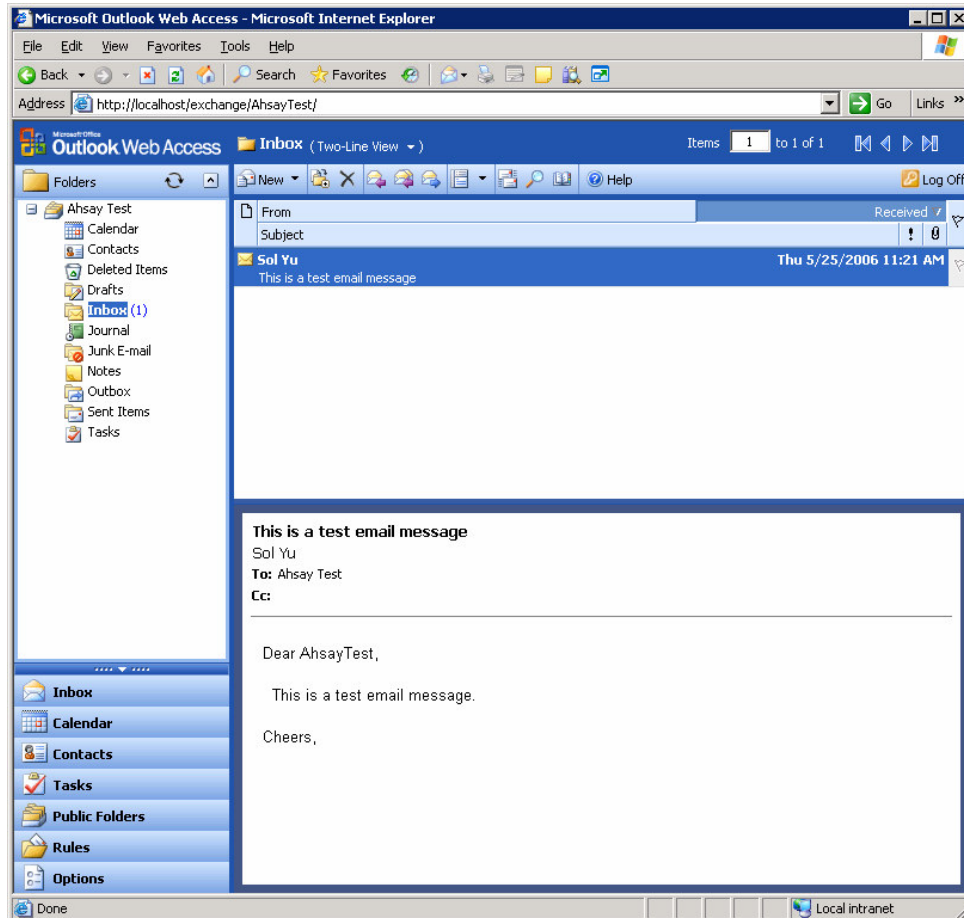 Microsoft Outlook Web Access - Microsoft Internet Explorer
File Edit View Favorites Tools Help
Back Search Favorites
Address http://localhost/exchange/AhsayTest/ Go Links »
Microsoft Office
Outlook Web Access Inbox (Two-Line View) Items 1 to 1 of 1
Folders New Help Log Off
Ahsay Test
Calendar
Contacts
Deleted Items
Drafts
Inbox (1)
Journal
Junk E-mail
Notes
Outbox
Sent Items
Tasks
From Received
Subject
Sol Yu Thu 5/25/2006 11:21 AM
This is a test email message
This is a test email message
Sol Yu
To: Ahsay Test
Cc:
Dear AhsayTest,
This is a test email message.
Cheers,
Inbox
Calendar
Contacts
Tasks
Public Folders
Rules
Options
Done Local intranet